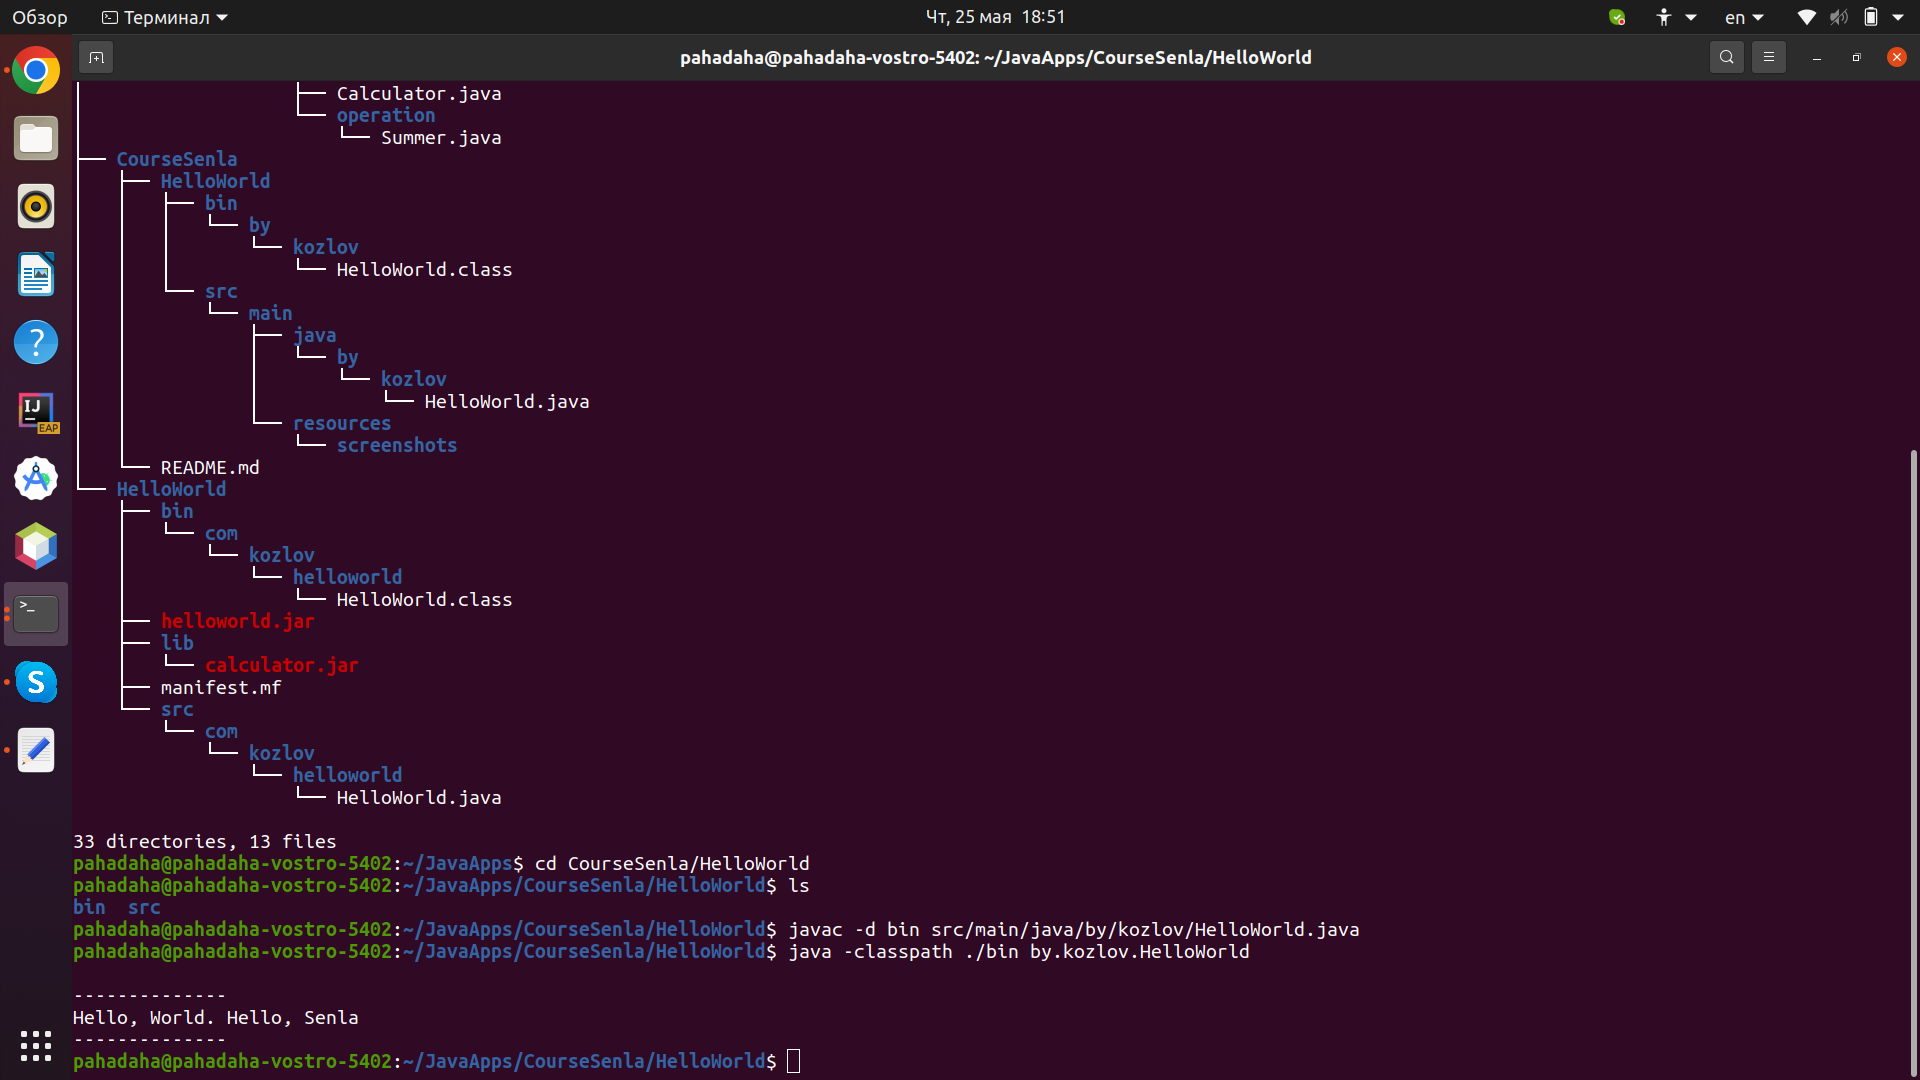 Обзор
Терминал
Чт, 25 мая 18:51
en
pahadaha@pahadaha-vostro-5402: ~/JavaApps/CourseSenla/HelloWorld
├── Calculator.java
└── operation
└── Summer.java
├── CourseSenla
├── HelloWorld
├── bin
└── by
└── kozlov
└── HelloWorld.class
└── src
└── main
├── java
└── by
└── kozlov
└── HelloWorld.java
└── resources
└── screenshots
└── README.md
└── HelloWorld
├── bin
└── com
└── kozlov
└── helloworld
└── HelloWorld.class
├── helloworld.jar
├── lib
└── calculator.jar
├── manifest.mf
└── src
└── com
└── kozlov
└── helloworld
└── HelloWorld.java
33 directories, 13 files
pahadaha@pahadaha-vostro-5402:~/JavaApps$ cd CourseSenla/HelloWorld
pahadaha@pahadaha-vostro-5402:~/JavaApps/CourseSenla/HelloWorld$ ls
bin src
pahadaha@pahadaha-vostro-5402:~/JavaApps/CourseSenla/HelloWorld$ javac -d bin src/main/java/by/kozlov/HelloWorld.java
pahadaha@pahadaha-vostro-5402:~/JavaApps/CourseSenla/HelloWorld$ java -classpath ./bin by.kozlov.HelloWorld
--------------
Hello, World. Hello, Senla
--------------
pahadaha@pahadaha-vostro-5402:~/JavaApps/CourseSenla/HelloWorld$
IJ
EAP
>_
S